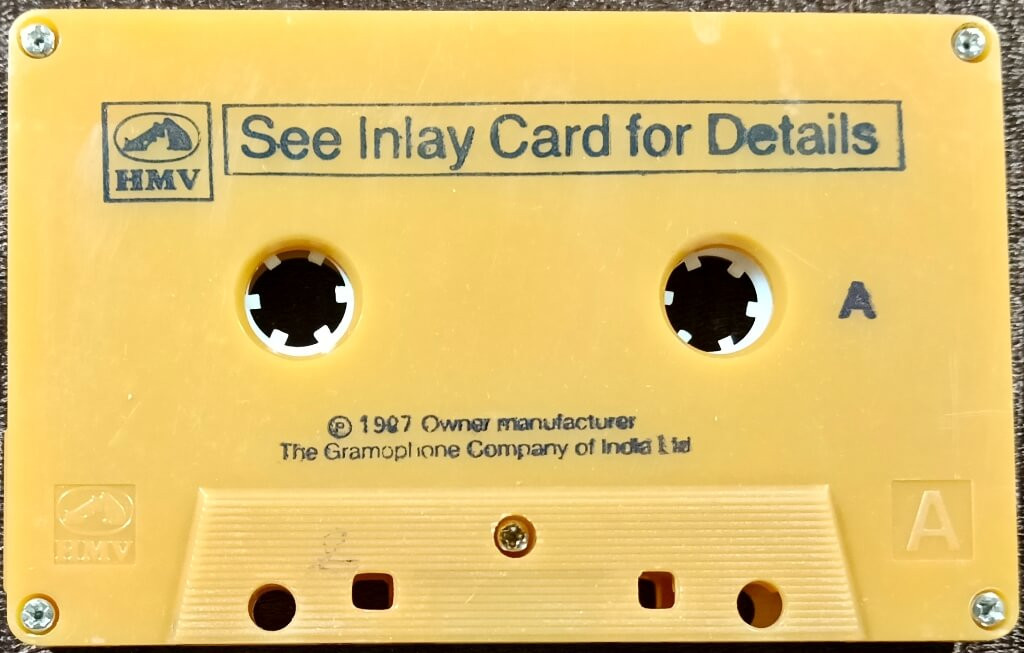 HMV
See Inlay Card for Details
A
Ⓟ 1987 Owner manufacturer
The Gramophone Company of India Ltd
HMV
A